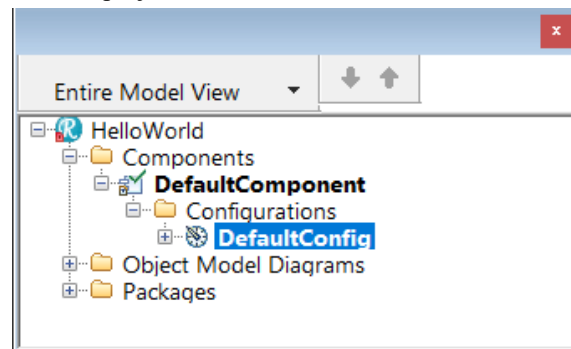 x
Entire Model View
HelloWorld
Components
DefaultComponent
Configurations
DefaultConfig
Object Model Diagrams
Packages